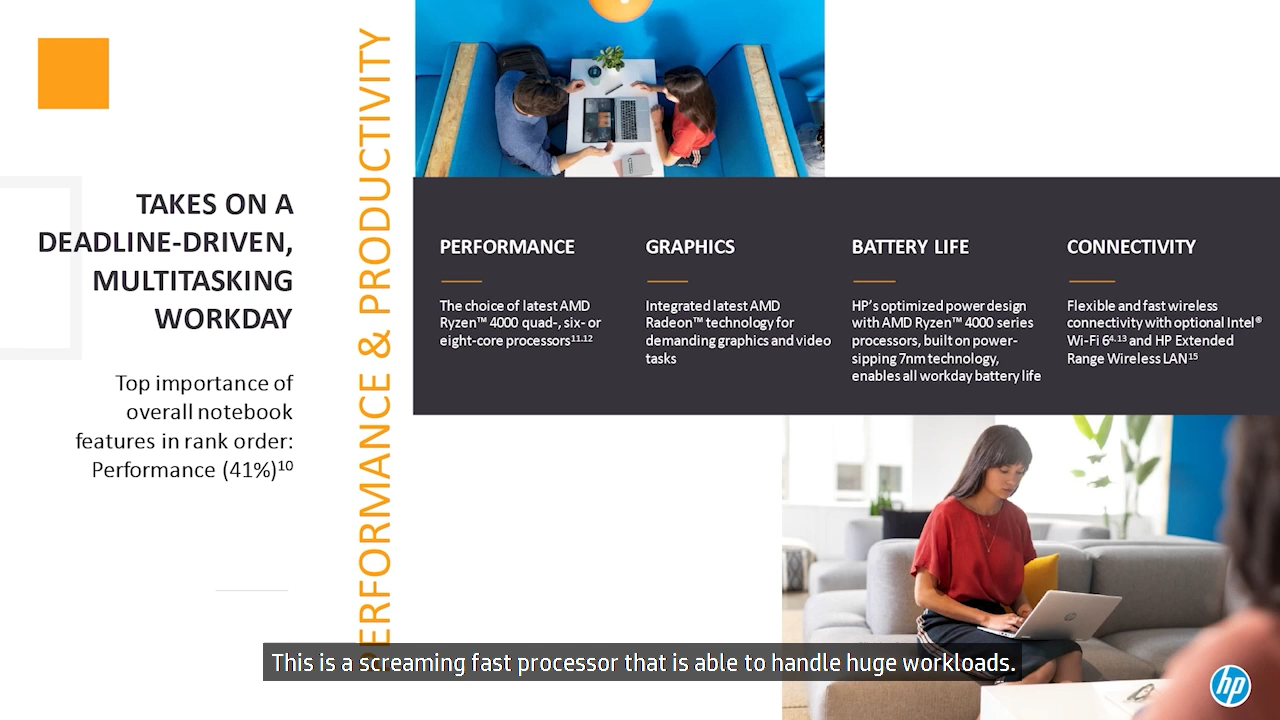 TAKES ON A
DEADLINE-DRIVEN,
MULTITASKING
WORKDAY
Top importance of
overall notebook
features in rank order:
Performance (41%)¹⁰
PERFORMANCE & PRODUCTIVITY
PERFORMANCE
The choice of latest AMD
Ryzen™ 4000 quad-, six- or
eight-core processors¹¹·¹²
GRAPHICS
Integrated latest AMD
Radeon™ technology for
demanding graphics and video
tasks
BATTERY LIFE
HP's optimized power design
with AMD Ryzen™ 4000 series
processors, built on power-
sipping 7nm technology,
enables all workday battery life
CONNECTIVITY
Flexible and fast wireless
connectivity with optional Intel®
Wi-Fi 6⁴·¹³ and HP Extended
Range Wireless LAN¹⁵
This is a screaming fast processor that is able to handle huge workloads.
hp